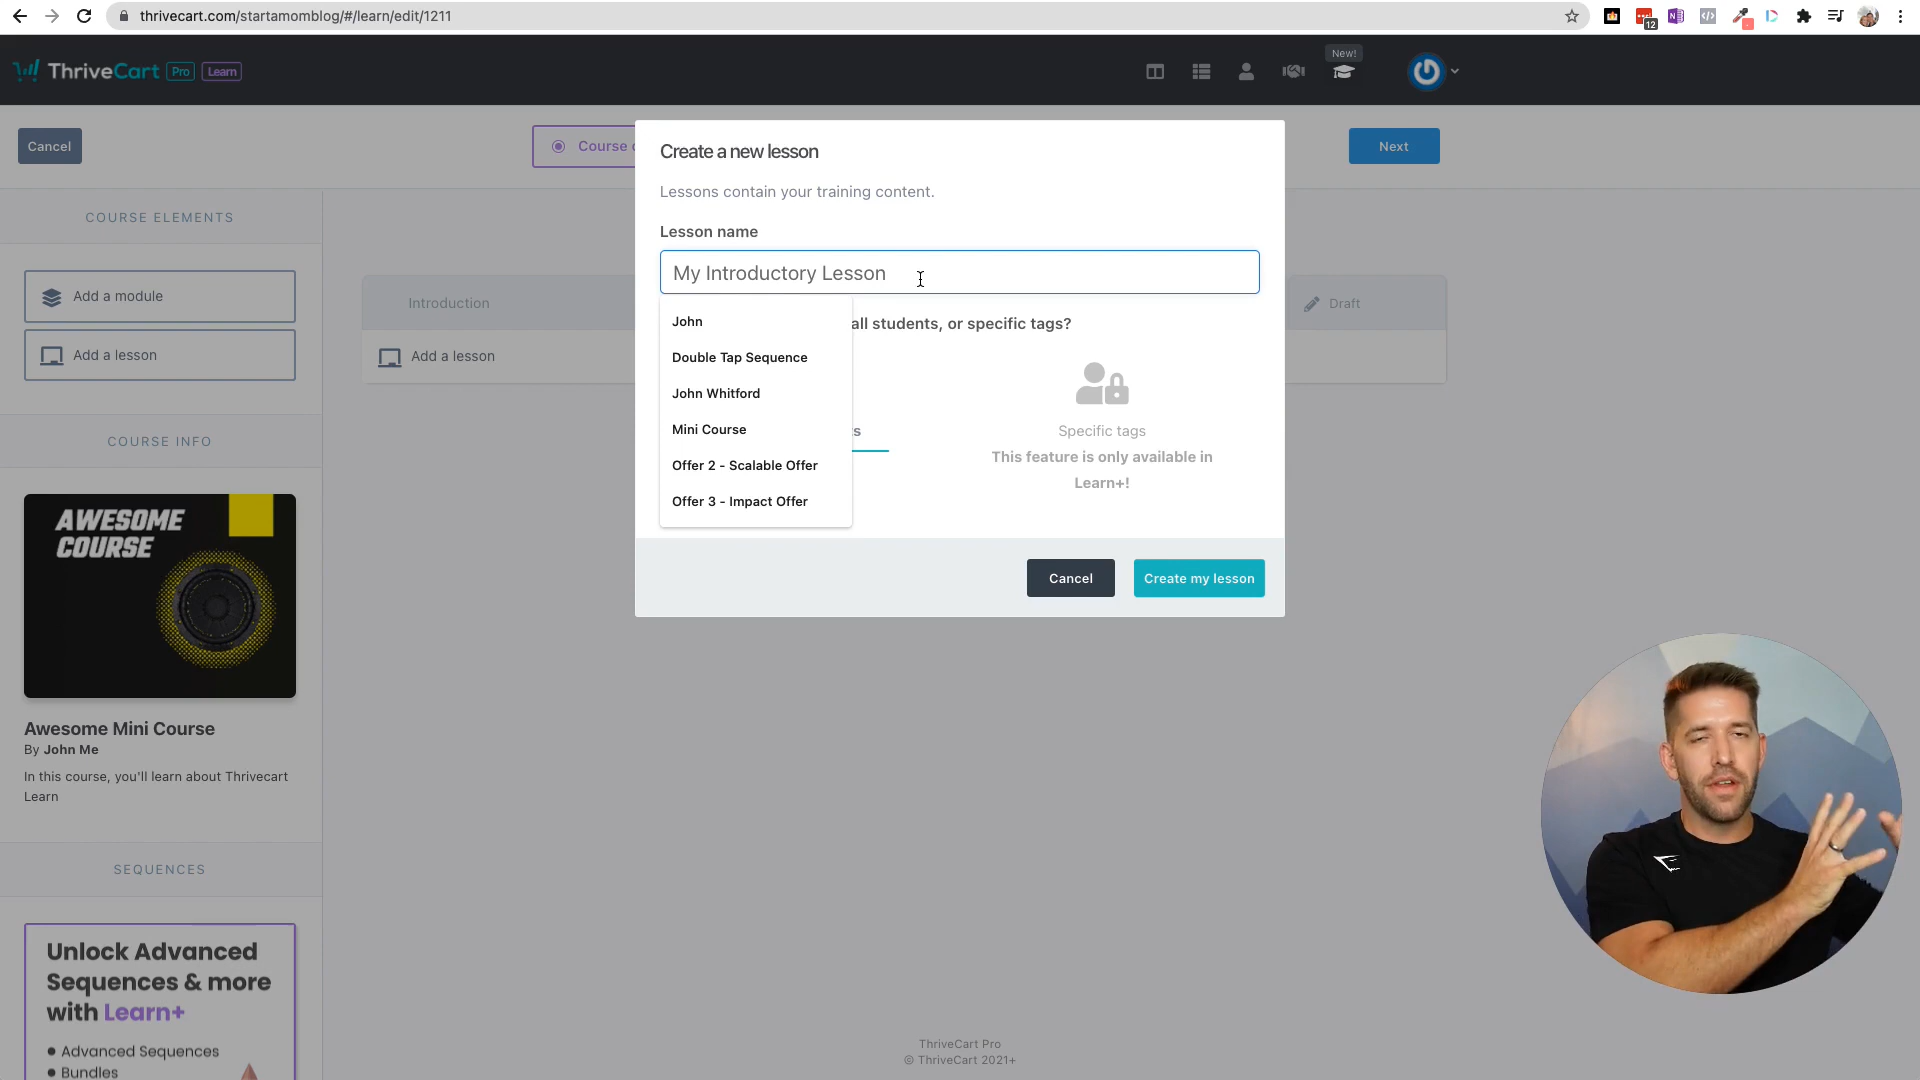 thrivecart.com/startamomblog/#/learn/edit/1211
12
ThriveCart Pro Learn
New!
Cancel
Course
Next
Create a new lesson
Lessons contain your training content.
Lesson name
My Introductory Lesson
John
Double Tap Sequence
John Whitford
Mini Course
Offer 2 - Scalable Offer
Offer 3 - Impact Offer
all students, or specific tags?
s
Specific tags
This feature is only available in
Learn+!
Cancel
Create my lesson
COURSE ELEMENTS
Add a module
Add a lesson
Introduction
Draft
Add a lesson
COURSE INFO
AWESOME
COURSE
Awesome Mini Course
By John Me
In this course, you'll learn about Thrivecart
Learn
SEQUENCES
Unlock Advanced
Sequences & more
with Learn+
● Advanced Sequences
● Bundles
ThriveCart Pro
© ThriveCart 2021+